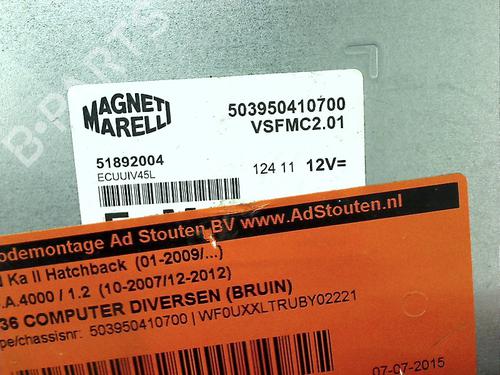 B-PARTS
MAGNETI
MARELLI
503950410700
VSFMC2.01
51892004
ECUUIV45L
124 11 12V=
odemontage Ad Stouten BV www.AdStouten.nl
Ka II Hatchback (01-2009/...)
.A.4000 / 1.2 (10-2007/12-2012)
36 COMPUTER DIVERSEN (BRUIN)
pe/chassisnr: 503950410700 | WF0UXXLTRUBY02221
07-07-2015